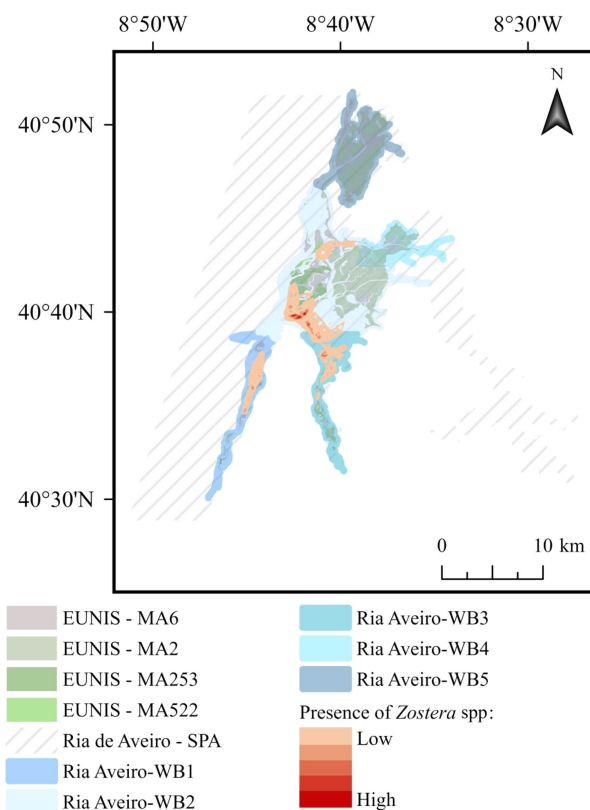 8°50'W 8°40'W 8°30'W
N
40°50'N
40°40'N
40°30'N
0 10 km
EUNIS - MA6
EUNIS - MA2
EUNIS - MA253
EUNIS - MA522
Ria de Aveiro - SPA
Ria Aveiro-WB1
Ria Aveiro-WB2
Ria Aveiro-WB3
Ria Aveiro-WB4
Ria Aveiro-WB5
Presence of Zostera spp:
Low
High